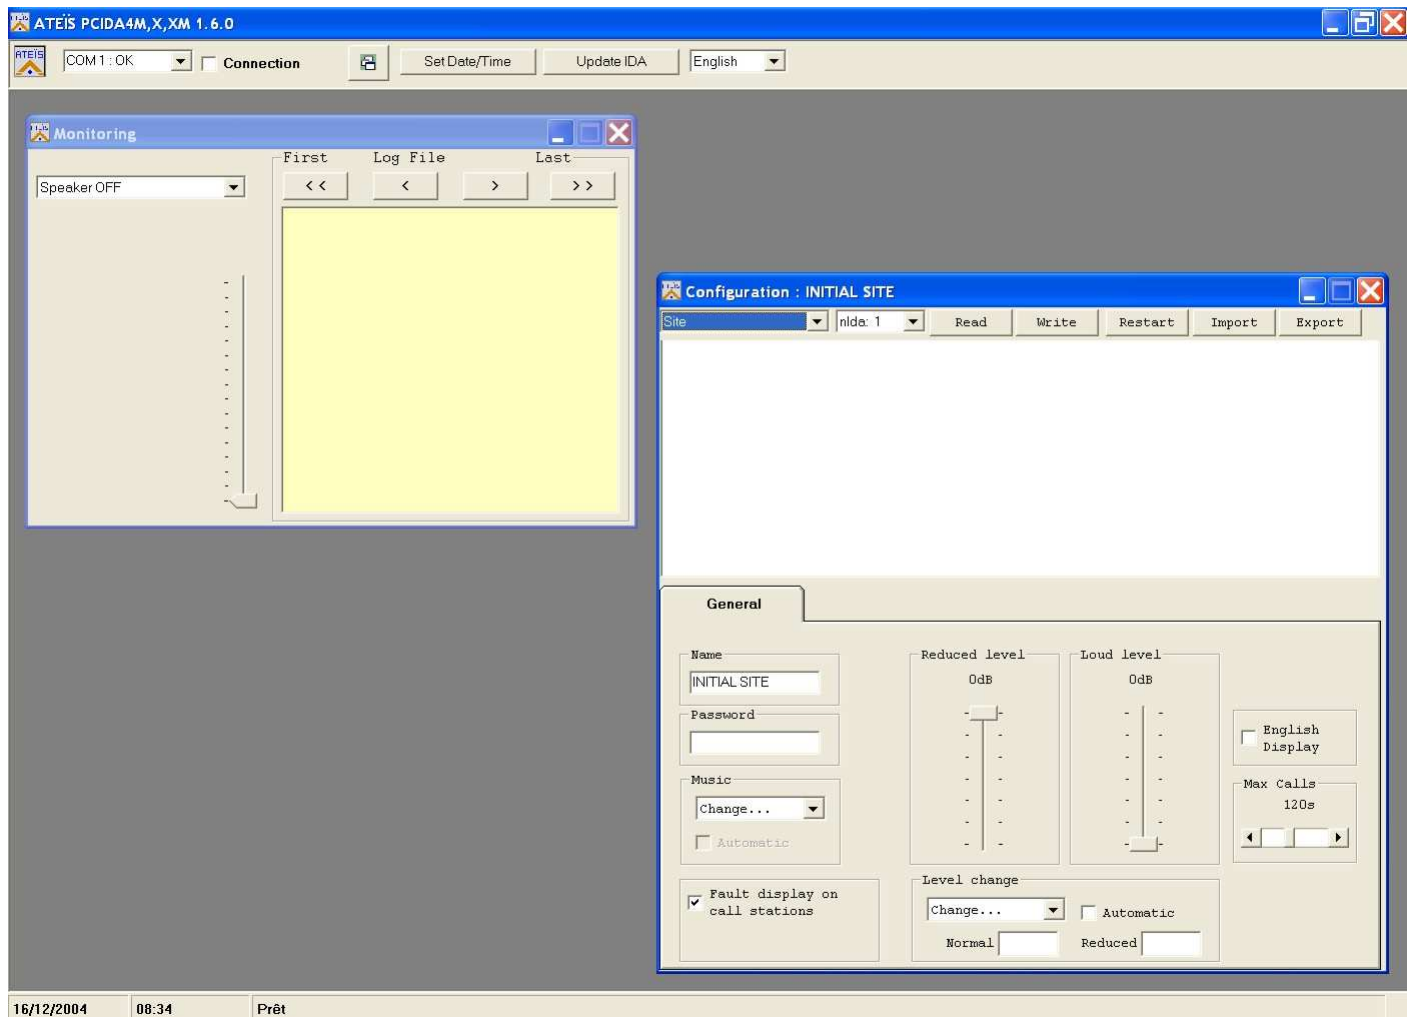 ATEÏS PCIDA4M,X,XM 1.6.0
ATEÏS COM 1 : OK Connection Set Date/Time Update IDA English
Monitoring
First Log File Last
Speaker OFF << < > >>
Configuration : INITIAL SITE
Site nIda: 1 Read Write Restart Import Export
General
Name Reduced level Loud level
INITIAL SITE 0dB 0dB
Password
English
Display
Music
Change...
Automatic
Max Calls
120s
Fault display on
call stations
Level change
Change... Automatic
Normal Reduced
16/12/2004 08:34 Prêt